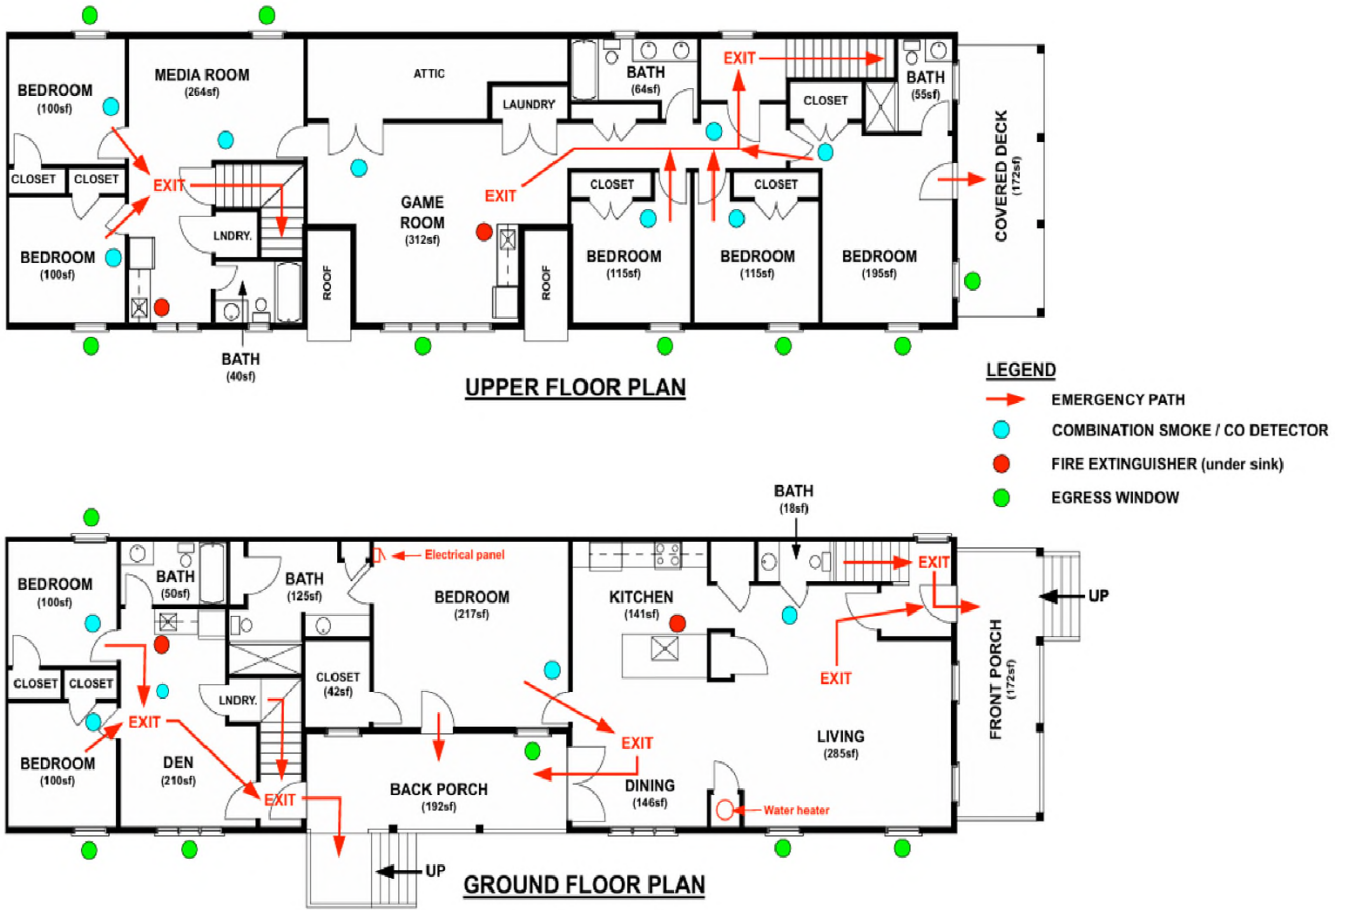 BEDROOM
(100sf)
MEDIA ROOM
(264sf)
ATTIC
LAUNDRY
BATH
(64sf)
EXIT
CLOSET
BATH
(55sf)
CLOSET
CLOSET
EXIT
EXIT
GAME
ROOM
(312sf)
CLOSET
CLOSET
COVERED DECK
(172sf)
LNDRY.
BEDROOM
(100sf)
ROOF
ROOF
BEDROOM
(115sf)
BEDROOM
(115sf)
BEDROOM
(195sf)
BATH
(40sf)
UPPER FLOOR PLAN
LEGEND
EMERGENCY PATH
COMBINATION SMOKE / CO DETECTOR
FIRE EXTINGUISHER (under sink)
EGRESS WINDOW
BATH
(18sf)
BEDROOM
(100sf)
BATH
(50sf)
BATH
(125sf)
Electrical panel
BEDROOM
(217sf)
KITCHEN
(141sf)
EXIT
UP
CLOSET
CLOSET
LNDRY.
CLOSET
(42sf)
EXIT
FRONT PORCH
(172sf)
EXIT
EXIT
BEDROOM
(100sf)
DEN
(210sf)
EXIT
BACK PORCH
(192sf)
DINING
(146sf)
LIVING
(285sf)
Water heater
UP
GROUND FLOOR PLAN